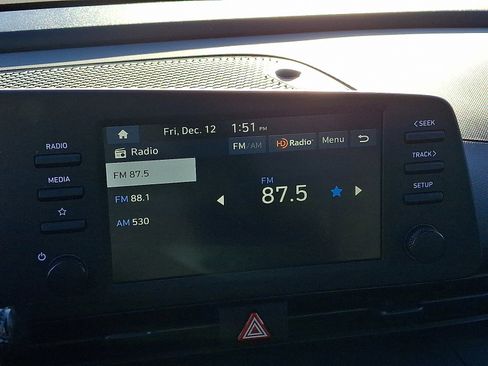 Fri, Dec. 12 1:51 PM
Radio FM/AM HD Radio Menu
FM 87.5
FM 88.1
AM 530
FM
87.5
RADIO
MEDIA
< SEEK
TRACK >
SETUP